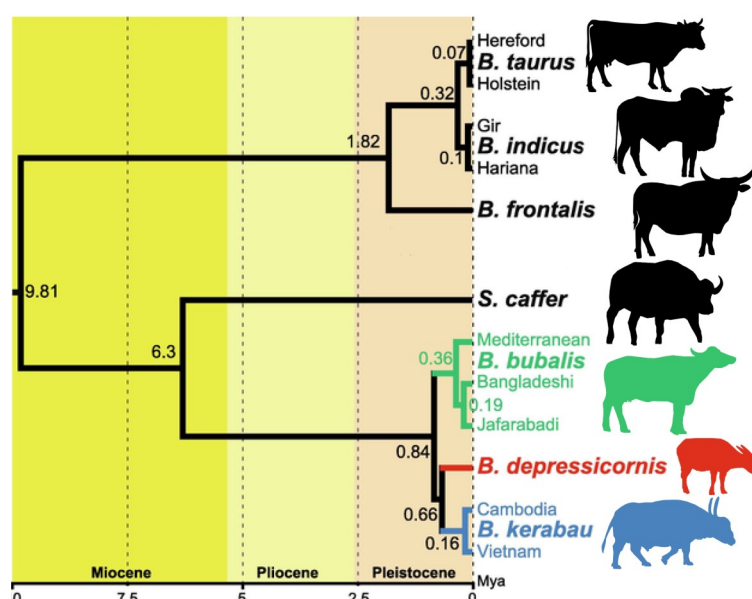 Hereford
0.07
B. taurus
Holstein
0.32
Gir
1.82
B. indicus
0.1
Hariana
B. frontalis
9.81
S. caffer
Mediterranean
6.3
0.36
B. bubalis
Bangladeshi
0.19
Jafarabadi
0.84
B. depressicornis
0.66
Cambodia
B. kerabau
0.16
Vietnam
Miocene Pliocene Pleistocene Mya
7.5 5 2.5 0